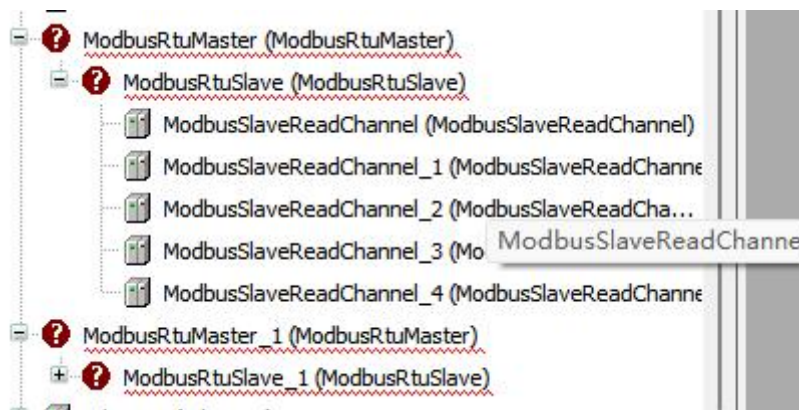 ModbusRtuMaster (ModbusRtuMaster)
ModbusRtuSlave (ModbusRtuSlave)
ModbusSlaveReadChannel (ModbusSlaveReadChannel)
ModbusSlaveReadChannel_1 (ModbusSlaveReadChanne
ModbusSlaveReadChannel_2 (ModbusSlaveReadCha...
ModbusSlaveReadChannel_3 (Mo
ModbusSlaveReadChanne
ModbusSlaveReadChannel_4 (ModbusSlaveReadChanne
ModbusRtuMaster_1 (ModbusRtuMaster)
ModbusRtuSlave_1 (ModbusRtuSlave)